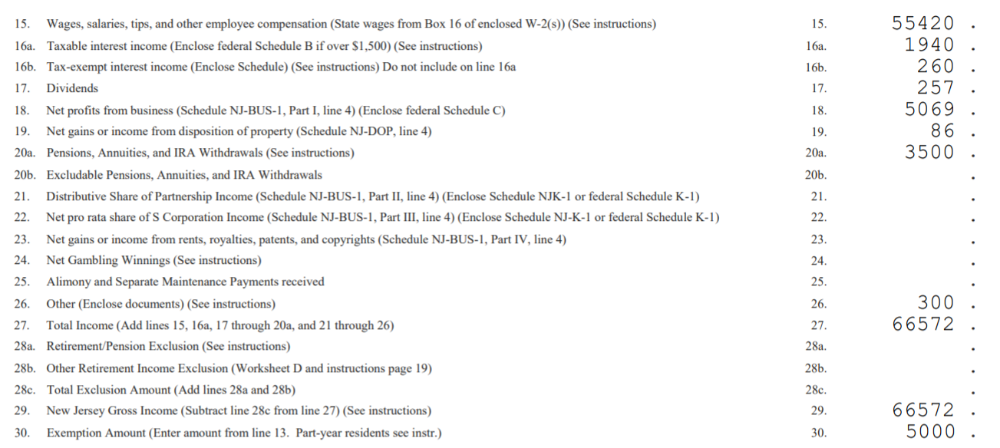 15. Wages, salaries, tips, and other employee compensation (State wages from Box 16 of enclosed W-2(s)) (See instructions) 15. 55420 .
16a. Taxable interest income (Enclose federal Schedule B if over $1,500) (See instructions) 16a. 1940 .
16b. Tax-exempt interest income (Enclose Schedule) (See instructions) Do not include on line 16a 16b. 260 .
17. Dividends 17. 257 .
18. Net profits from business (Schedule NJ-BUS-1, Part I, line 4) (Enclose federal Schedule C) 18. 5069 .
19. Net gains or income from disposition of property (Schedule NJ-DOP, line 4) 19. 86 .
20a. Pensions, Annuities, and IRA Withdrawals (See instructions) 20a. 3500 .
20b. Excludable Pensions, Annuities, and IRA Withdrawals 20b. .
21. Distributive Share of Partnership Income (Schedule NJ-BUS-1, Part II, line 4) (Enclose Schedule NJK-1 or federal Schedule K-1) 21. .
22. Net pro rata share of S Corporation Income (Schedule NJ-BUS-1, Part III, line 4) (Enclose Schedule NJ-K-1 or federal Schedule K-1) 22. .
23. Net gains or income from rents, royalties, patents, and copyrights (Schedule NJ-BUS-1, Part IV, line 4) 23. .
24. Net Gambling Winnings (See instructions) 24. .
25. Alimony and Separate Maintenance Payments received 25. .
26. Other (Enclose documents) (See instructions) 26. 300 .
27. Total Income (Add lines 15, 16a, 17 through 20a, and 21 through 26) 27. 66572 .
28a. Retirement/Pension Exclusion (See instructions) 28a. .
28b. Other Retirement Income Exclusion (Worksheet D and instructions page 19) 28b. .
28c. Total Exclusion Amount (Add lines 28a and 28b) 28c. .
29. New Jersey Gross Income (Subtract line 28c from line 27) (See instructions) 29. 66572 .
30. Exemption Amount (Enter amount from line 13. Part-year residents see instr.) 30. 5000 .